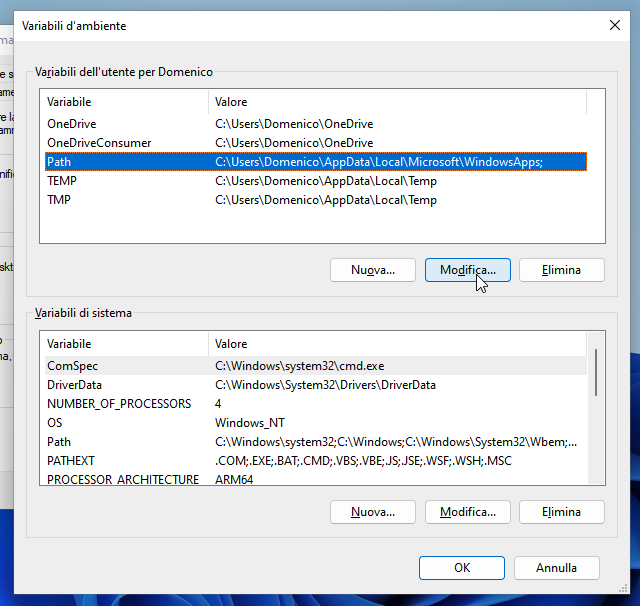 Variabili d'ambiente
Variabili dell'utente per Domenico
Variabile Valore
OneDrive C:\Users\Domenico\OneDrive
OneDriveConsumer C:\Users\Domenico\OneDrive
Path C:\Users\Domenico\AppData\Local\Microsoft\WindowsApps;
TEMP C:\Users\Domenico\AppData\Local\Temp
TMP C:\Users\Domenico\AppData\Local\Temp
Nuova... Modifica... Elimina
Variabili di sistema
Variabile Valore
ComSpec C:\Windows\system32\cmd.exe
DriverData C:\Windows\System32\Drivers\DriverData
NUMBER_OF_PROCESSORS 4
OS Windows_NT
Path C:\Windows\system32;C:\Windows;C:\Windows\System32\Wbem;...
PATHEXT .COM;.EXE;.BAT;.CMD;.VBS;.VBE;.JS;.JSE;.WSF;.WSH;.MSC
PROCESSOR_ARCHITECTURE ARM64
Nuova... Modifica... Elimina
OK Annulla